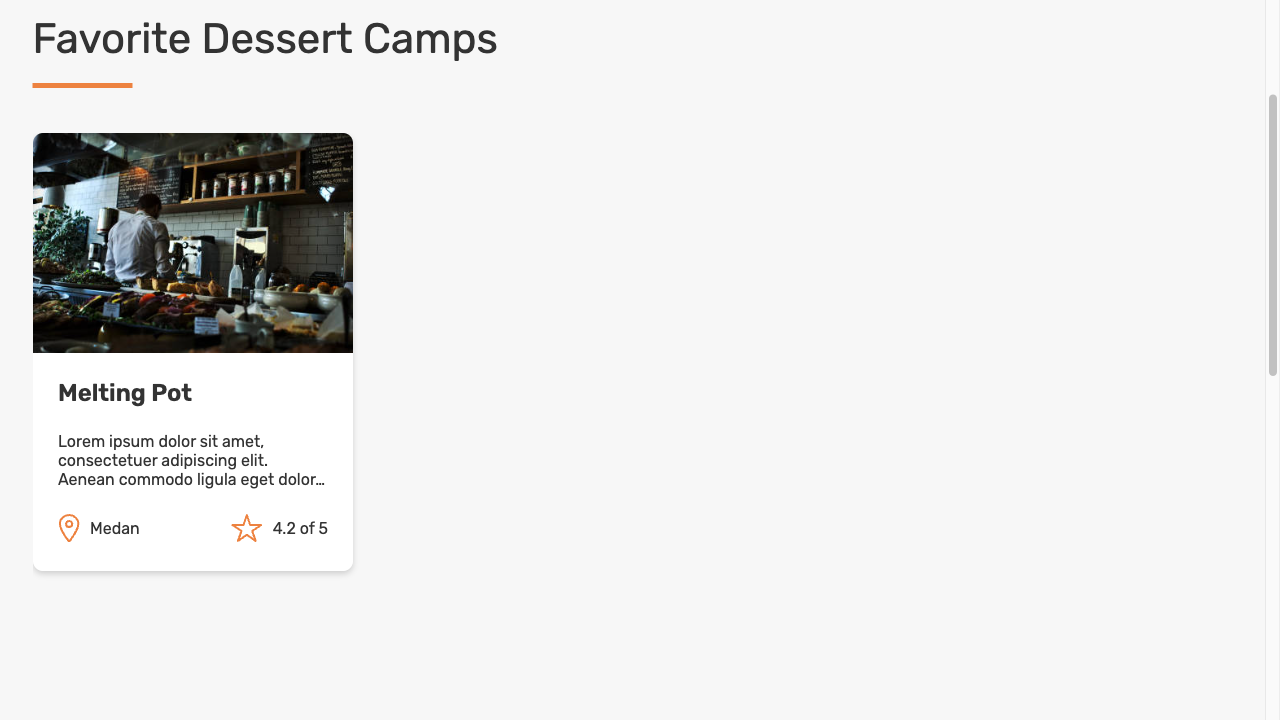 Favorite Dessert Camps
Melting Pot
Lorem ipsum dolor sit amet,
consectetuer adipiscing elit.
Aenean commodo ligula eget dolor…
Medan
4.2 of 5